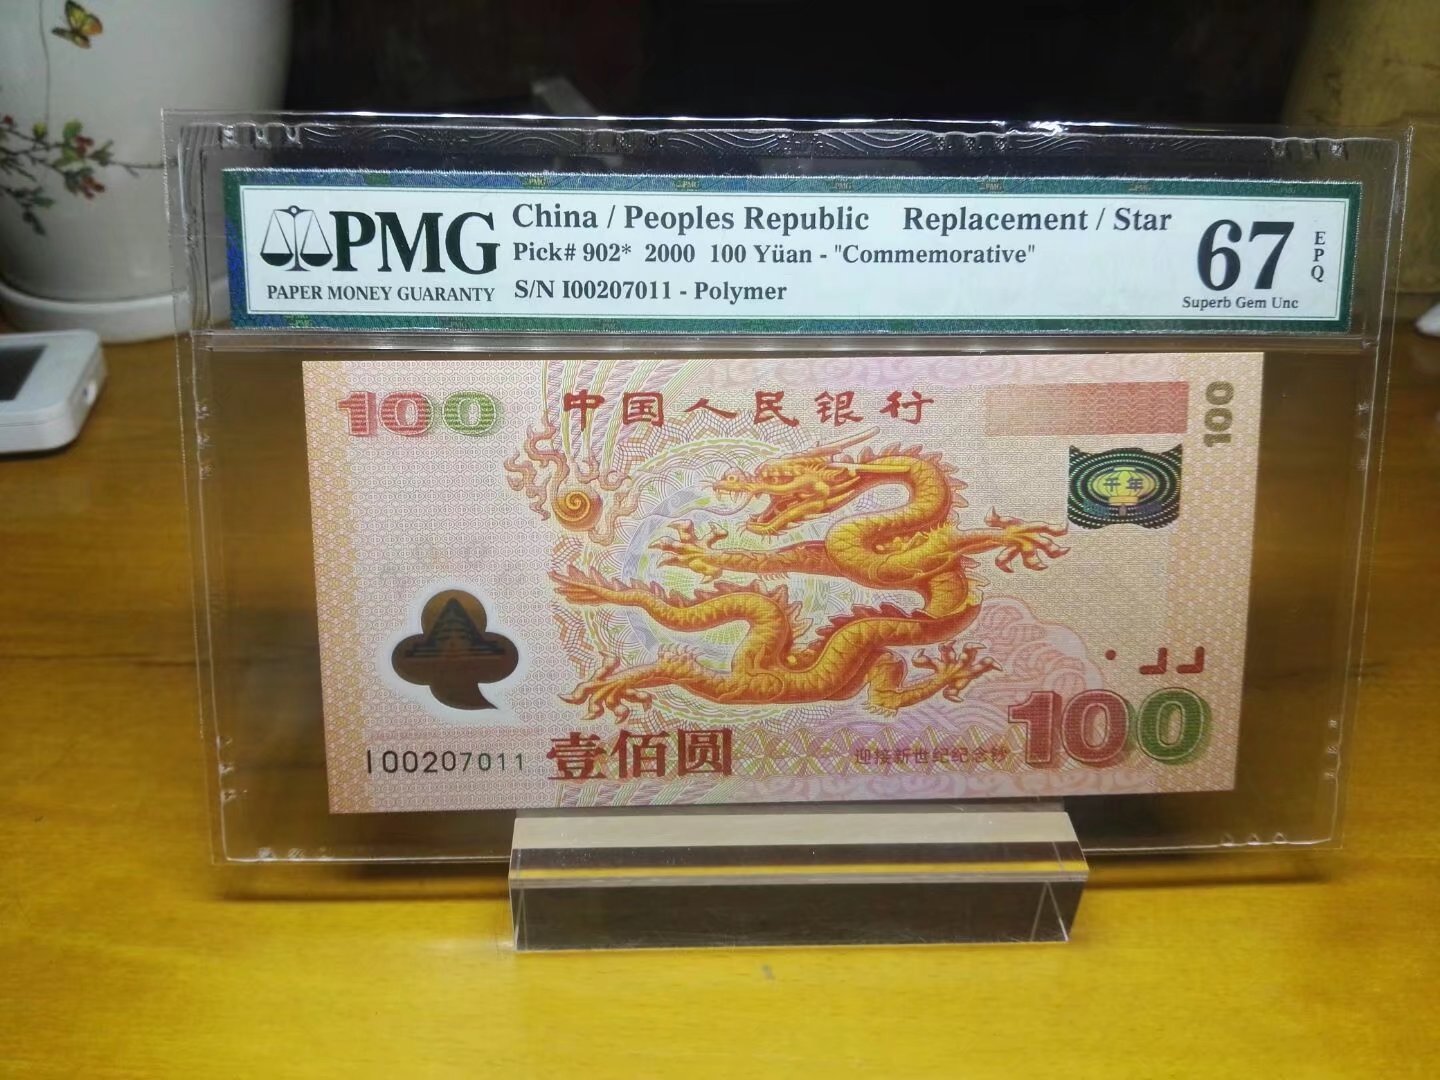 PMG
PAPER MONEY GUARANTY
China / Peoples Republic Replacement / Star
Pick# 902* 2000 100 Yüan - "Commemorative"
S/N I00207011 - Polymer
67
EPQ
Superb Gem Unc
100
中国人民银行
100
千年
I00207011
壹佰圆
迎接新世纪纪念钞
100